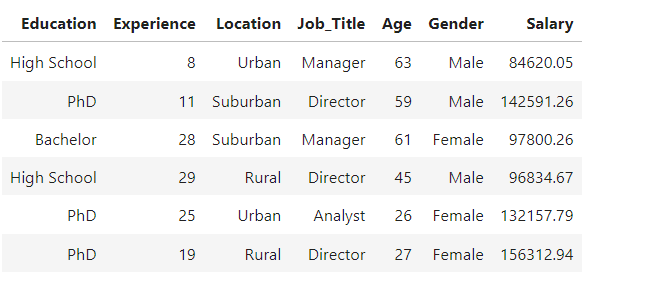 Education Experience Location Job_Title Age Gender Salary
High School 8 Urban Manager 63 Male 84620.05
PhD 11 Suburban Director 59 Male 142591.26
Bachelor 28 Suburban Manager 61 Female 97800.26
High School 29 Rural Director 45 Male 96834.67
PhD 25 Urban Analyst 26 Female 132157.79
PhD 19 Rural Director 27 Female 156312.94